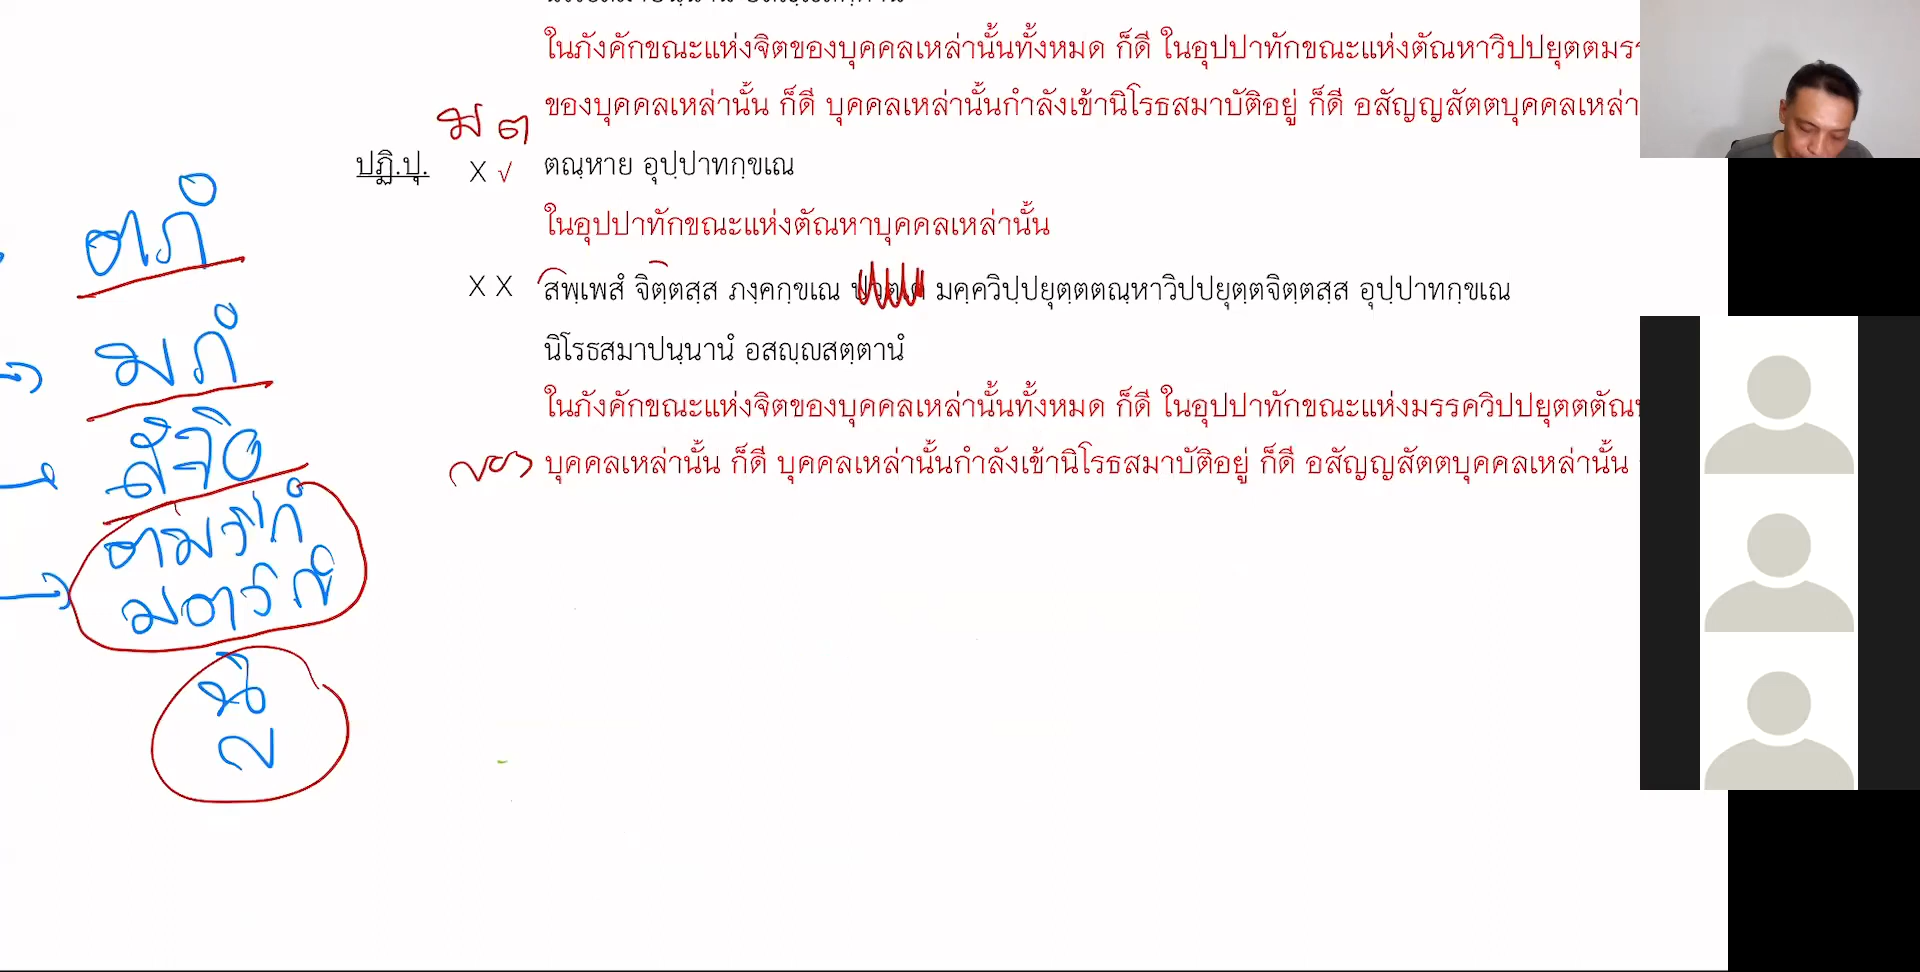 ในภังคักขณะแห่งจิตของบุคคลเหล่านั้นทั้งหมด ก็ดี ในอุปปาทักขณะแห่งตัณหาวิปปยุตตมรร
ของบุคคลเหล่านั้น ก็ดี บุคคลเหล่านั้นกำลังเข้านิโรธสมาบัติอยู่ ก็ดี อสัญญสัตตบุคคลเหล่า
ม ต
ปฏิ.ปุ. X √ ตณฺหาย อุปฺปาทกฺขเณ
ในอุปปาทักขณะแห่งตัณหาบุคคลเหล่านั้น
X X สพฺเพสํ จิตฺตสฺส ภงฺคกฺขเณ มคฺควิปฺปยุตฺตตณฺหาวิปปยุตฺตจิตฺตสฺส อุปฺปาทกฺขเณ
นิโรธสมาปนฺนานํ อสญฺญสตฺตานํ
ในภังคักขณะแห่งจิตของบุคคลเหล่านั้นทั้งหมด ก็ดี ในอุปปาทักขณะแห่งมรรควิปปยุตตตัณ
บุคคลเหล่านั้น ก็ดี บุคคลเหล่านั้นกำลังเข้านิโรธสมาบัติอยู่ ก็ดี อสัญญสัตตบุคคลเหล่านั้น
ตภํ
มภํ